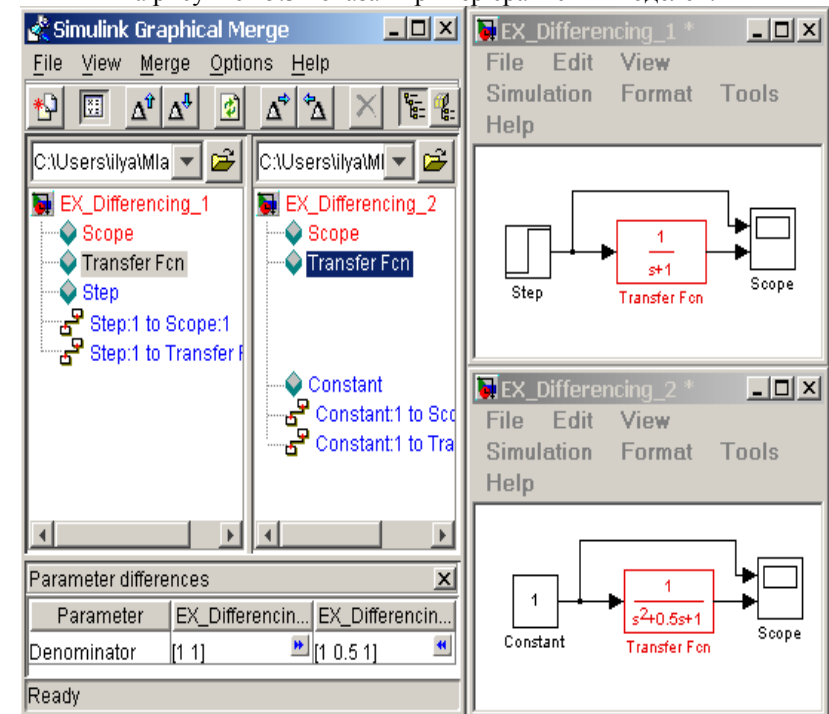 Simulink Graphical Merge
File View Merge Options Help
C:\Users\ilya\Mla
C:\Users\ilya\Ml
EX_Differencing_1
Scope
Transfer Fcn
Step
Step:1 to Scope:1
Step:1 to Transfer F
EX_Differencing_2
Scope
Transfer Fcn
Constant
Constant:1 to Sco
Constant:1 to Tra
Parameter differences
Parameter EX_Differencin... EX_Differencin...
Denominator [1 1] [1 0.5 1]
Ready
EX_Differencing_1 *
File Edit View
Simulation Format Tools
Help
1
s+1
Step
Transfer Fcn
Scope
EX_Differencing_2 *
File Edit View
Simulation Format Tools
Help
1
1
s²+0.5s+1
Constant
Transfer Fcn
Scope